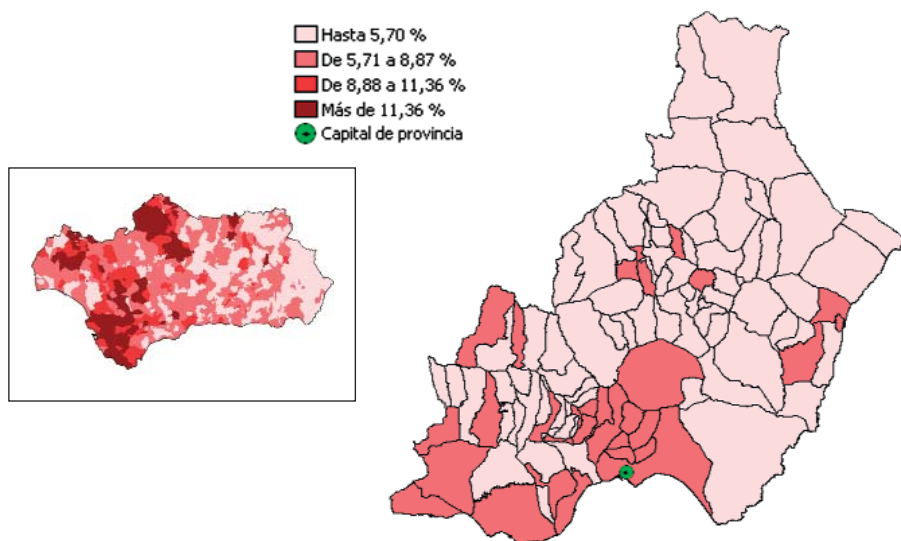 Hasta 5,70 %
De 5,71 a 8,87 %
De 8,88 a 11,36 %
Más de 11,36 %
Capital de provincia